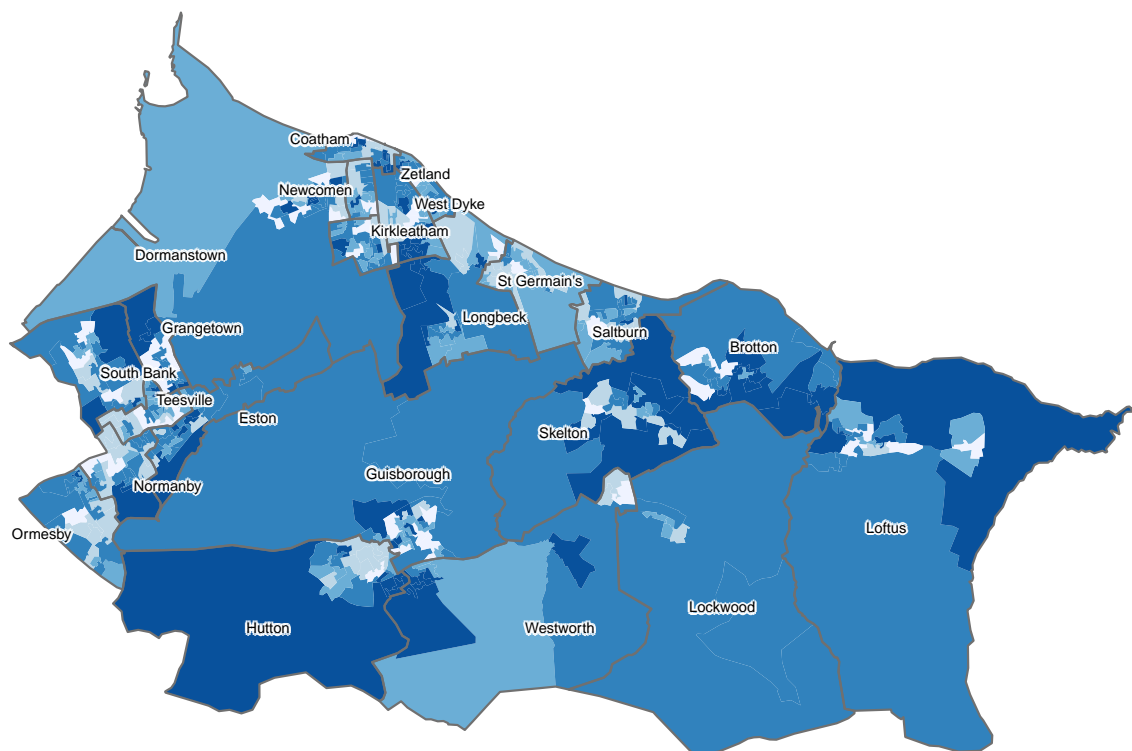 Coatham
Zetland
Newcomen
West Dyke
Kirkleatham
Dormanstown
St Germain's
Longbeck
Grangetown
Saltburn
Brotton
South Bank
Teesville
Eston
Skelton
Guisborough
Normanby
Loftus
Ormesby
Lockwood
Hutton
Westworth